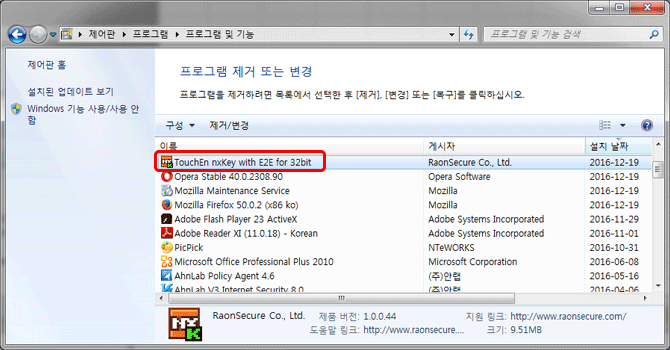 제어판 ▸ 프로그램 ▸ 프로그램 및 기능
프로그램 및 기능 검색
제어판 홈
설치된 업데이트 보기
Windows 기능 사용/사용 안 함
프로그램 제거 또는 변경
프로그램을 제거하려면 목록에서 선택한 후 [제거], [변경] 또는 [복구]를 클릭하십시오.
구성 제거/변경
이름 게시자 설치 날짜
TouchEn nxKey with E2E for 32bit RaonSecure Co., Ltd. 2016-12-19
Opera Stable 40.0.2308.90 Opera Software 2016-12-19
Mozilla Maintenance Service Mozilla 2016-12-19
Mozilla Firefox 50.0.2 (x86 ko) Mozilla 2016-12-19
Adobe Flash Player 23 ActiveX Adobe Systems Incorporated 2016-11-29
Adobe Reader XI (11.0.18) - Korean Adobe Systems Incorporated 2016-11-01
PicPick NTeWORKS 2016-10-31
Microsoft Office Professional Plus 2010 Microsoft Corporation 2016-06-08
AhnLab Policy Agent 4.6 (주)안랩 2016-05-16
AhnLab V3 Internet Security 8.0 (주)안랩 2016-04-06
RaonSecure Co., Ltd. 제품 버전: 1.0.0.44 지원 링크: http://www.raonsecure.com/
도움말 링크: http://www.raonsecure.... 크기: 9.51MB